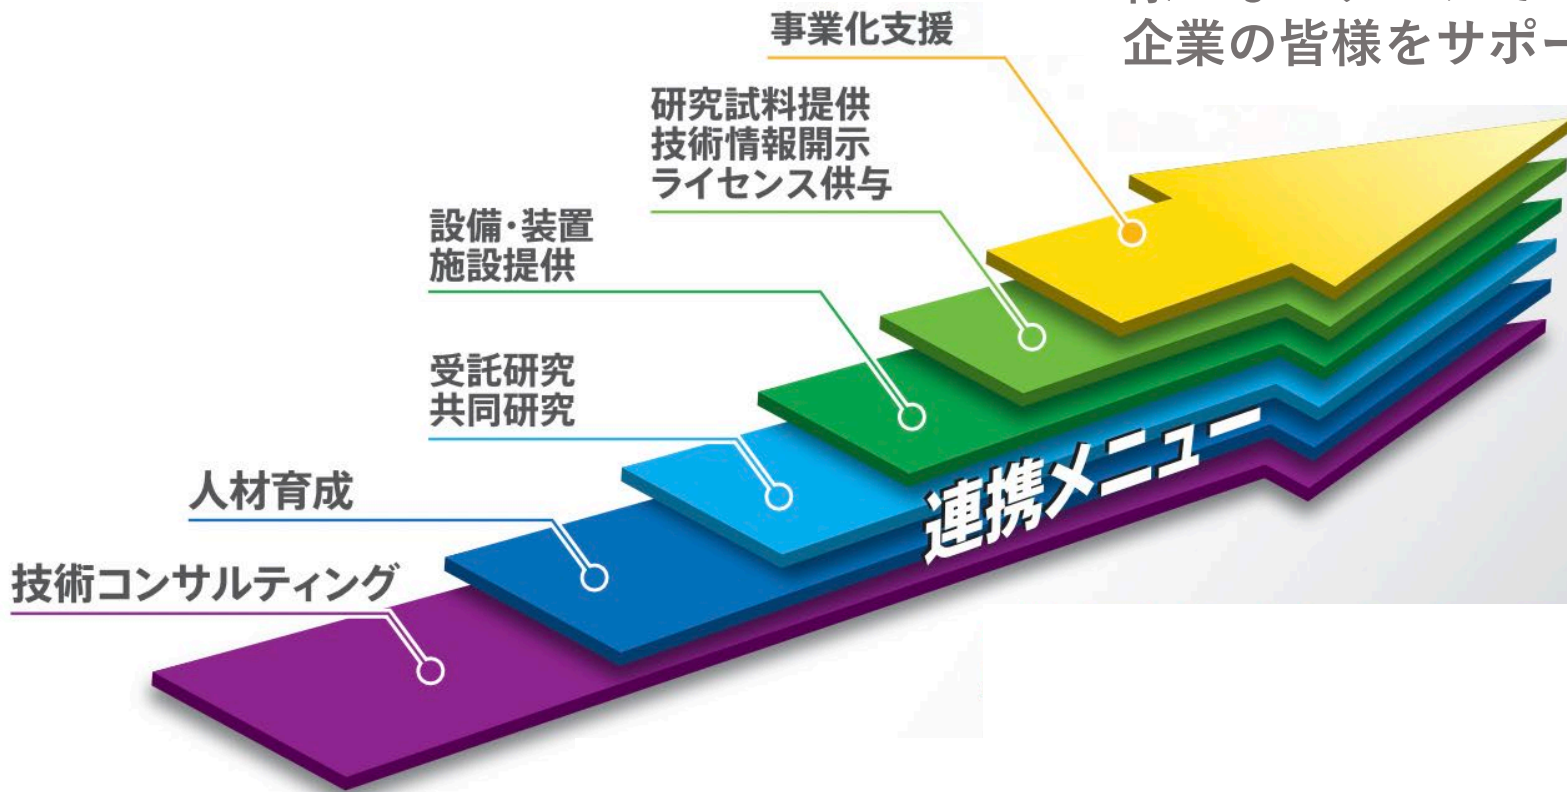 事業化支援
企業の皆様をサポー
研究試料提供
技術情報開示
ライセンス供与
設備・装置
施設提供
受託研究
共同研究
人材育成
技術コンサルティング
連携メニュー